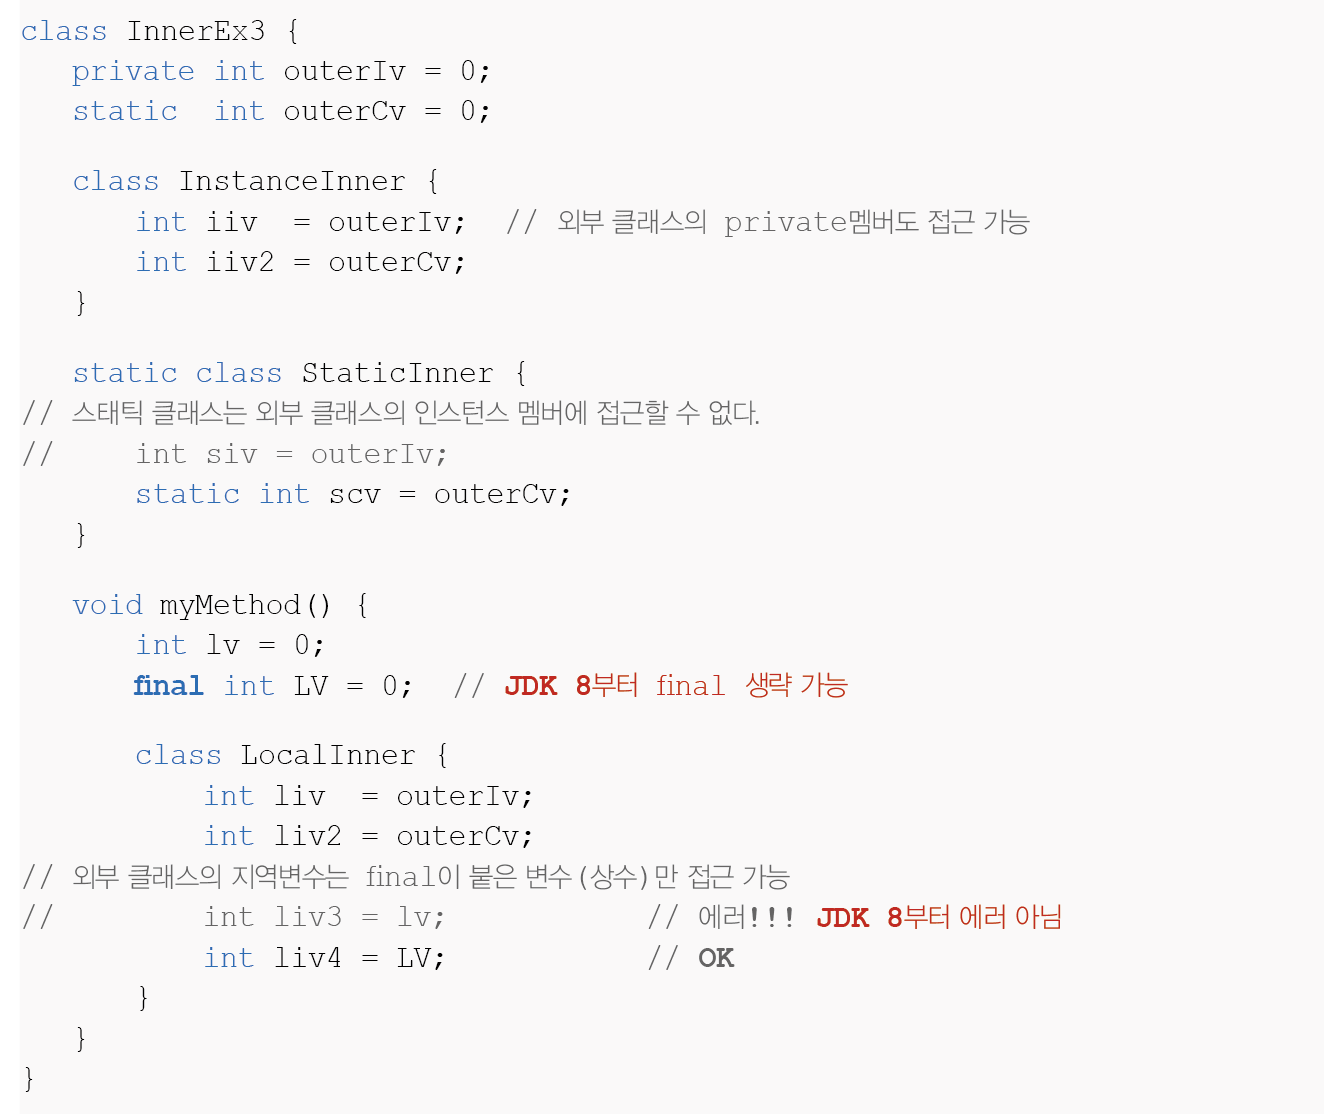 class InnerEx3 {
private int outerIv = 0;
static  int outerCv = 0;
class InstanceInner {
int iiv  = outerIv;  // 외부 클래스의 private멤버도 접근 가능
int iiv2 = outerCv;
}
static class StaticInner {
// 스태틱 클래스는 외부 클래스의 인스턴스 멤버에 접근할 수 없다.
//     int siv = outerIv;
static int scv = outerCv;
}
void myMethod() {
int lv = 0;
final int LV = 0;  // JDK 8부터 final 생략 가능
class LocalInner {
int liv  = outerIv;
int liv2 = outerCv;
// 외부 클래스의 지역변수는 final이 붙은 변수(상수)만 접근 가능
//         int liv3 = lv;            // 에러!!! JDK 8부터 에러 아님
int liv4 = LV;            // OK
}
}
}